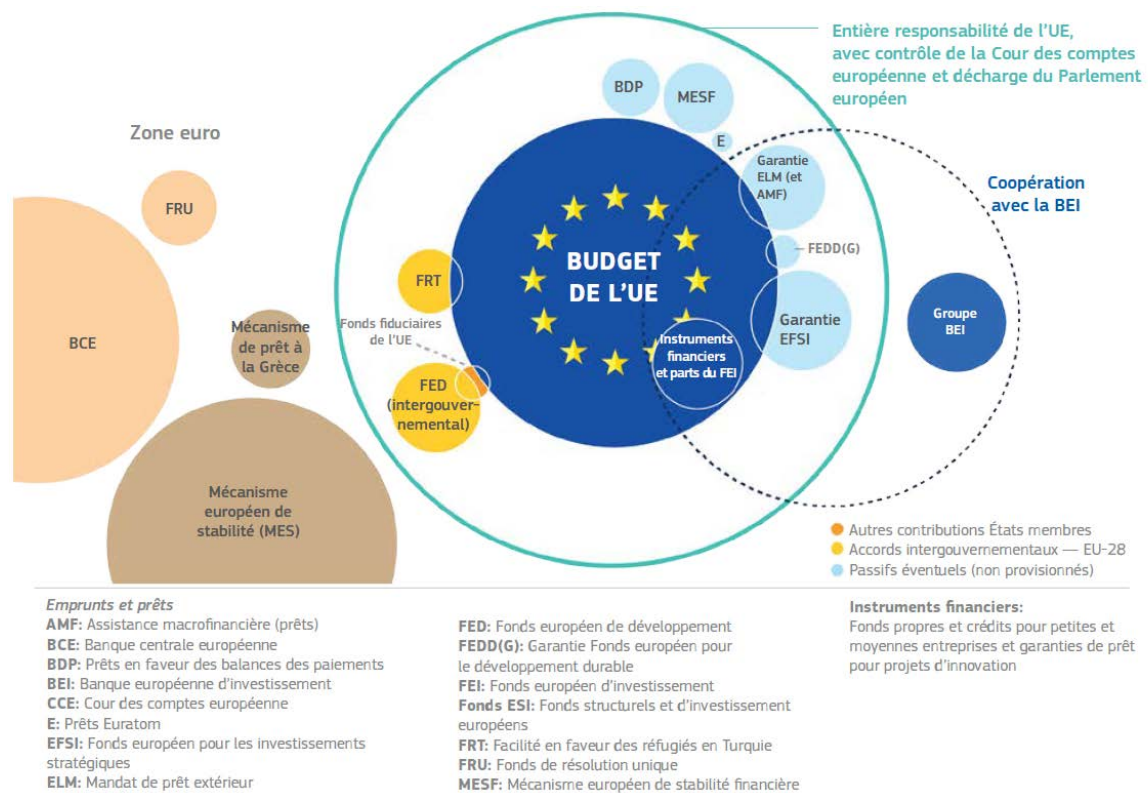 Entière responsabilité de l'UE,
avec contrôle de la Cour des comptes
européenne et décharge du Parlement
européen
BDP
MESF
E
Zone euro
Garantie
ELM (et
AMF)
Coopération
avec la BEI
FRU
FEDD(G)
BUDGET
DE L'UE
FRT
Fonds fiduciaires
de l'UE
BCE
Mécanisme
de prêt à
la Grèce
Garantie
EFSI
Groupe
BEI
Instruments
financiers
et parts du FEI
FED
(intergouver-
nemental)
Mécanisme
européen de
stabilité (MES)
Autres contributions États membres
Accords intergouvernementaux — EU-28
Passifs éventuels (non provisionnés)
Emprunts et prêts
AMF: Assistance macrofinancière (prêts)
BCE: Banque centrale européenne
BDP: Prêts en faveur des balances des paiements
BEI: Banque européenne d'investissement
CCE: Cour des comptes européenne
E: Prêts Euratom
EFSI: Fonds européen pour les investissements
stratégiques
ELM: Mandat de prêt extérieur
FED: Fonds européen de développement
FEDD(G): Garantie Fonds européen pour
le développement durable
FEI: Fonds européen d'investissement
Fonds ESI: Fonds structurels et d'investissement
européens
FRT: Facilité en faveur des réfugiés en Turquie
FRU: Fonds de résolution unique
MESF: Mécanisme européen de stabilité financière
Instruments financiers:
Fonds propres et crédits pour petites et
moyennes entreprises et garanties de prêt
pour projets d'innovation